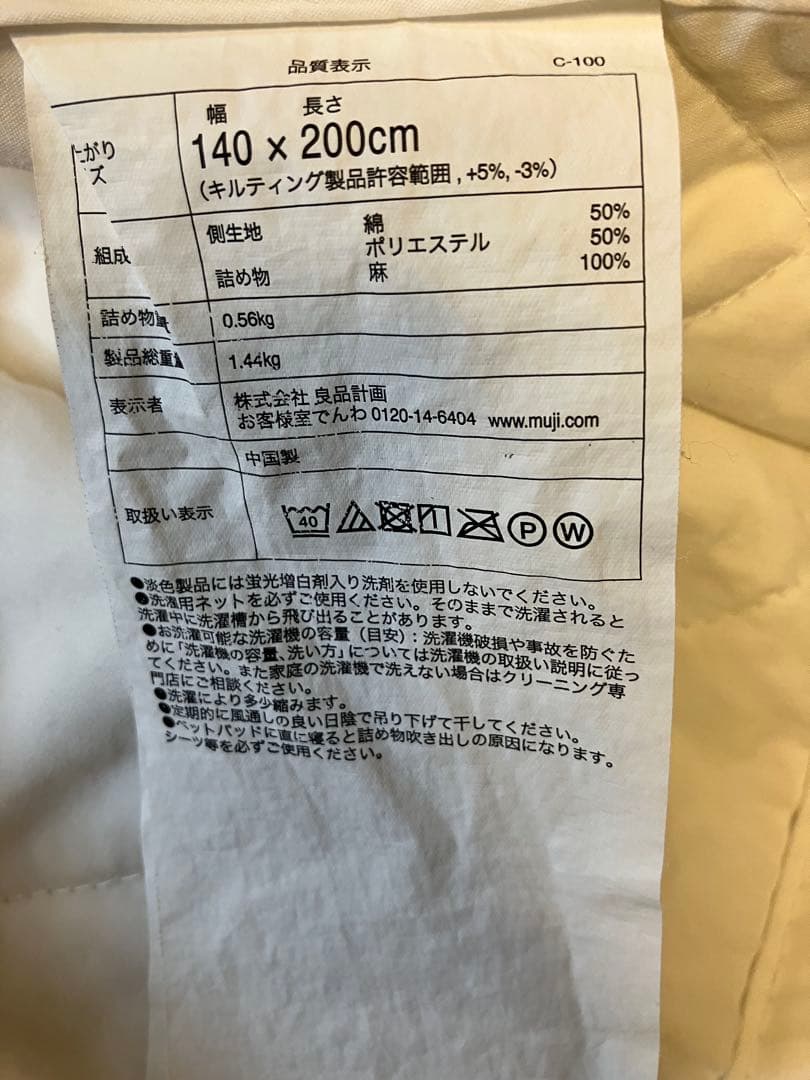 品質表示 C-100
上がり 幅 長さ
ズ 140 × 200cm
(キルティング製品許容範囲,+5%,-3%)
組成 側生地 綿 50%
ポリエステル 50%
詰め物 麻 100%
詰め物量 0.56kg
製品総重量 1.44kg
表示者 株式会社 良品計画
お客様室でんわ 0120-14-6404 www.muji.com
中国製
取扱い表示 40 P W
●淡色製品には蛍光増白剤入り洗剤を使用しないでください。
●洗濯用ネットを必ずご使用ください。そのままで洗濯されると
洗濯中に洗濯槽から飛び出ることがあります。
●お洗濯可能な洗濯機の容量(目安):洗濯機破損や事故を防ぐた
めに「洗濯機の容量、洗い方」については洗濯機の取扱い説明に従っ
てください。また家庭の洗濯機で洗えない場合はクリーニング専
門店にご相談ください。
●洗濯により多少縮みます。
●定期的に風通しの良い日陰で吊り下げて干してください。
●ベットパッドに直に寝ると詰め物吹き出しの原因になります。
シーツ等を必ずご使用ください。